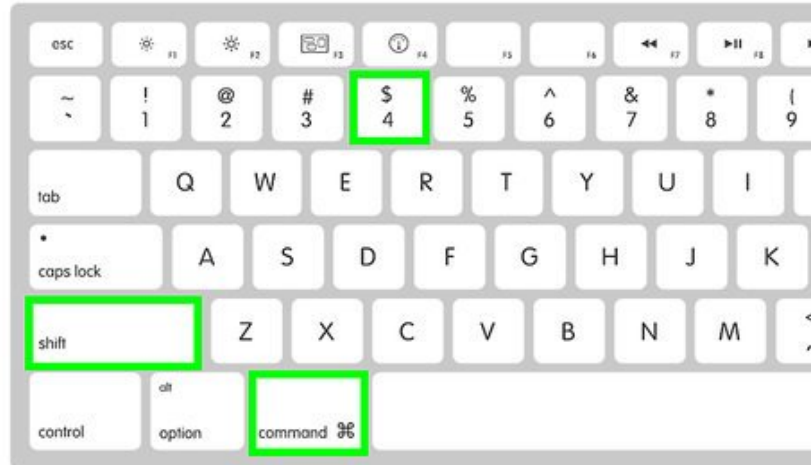 esc F1 F2 F3 F4 F5 F6 F7 F8
~ ! @ # $ % ^ & * (
` 1 2 3 4 5 6 7 8 9
tab Q W E R T Y U I
caps lock A S D F G H J K
shift Z X C V B N M <
alt
control option command ⌘